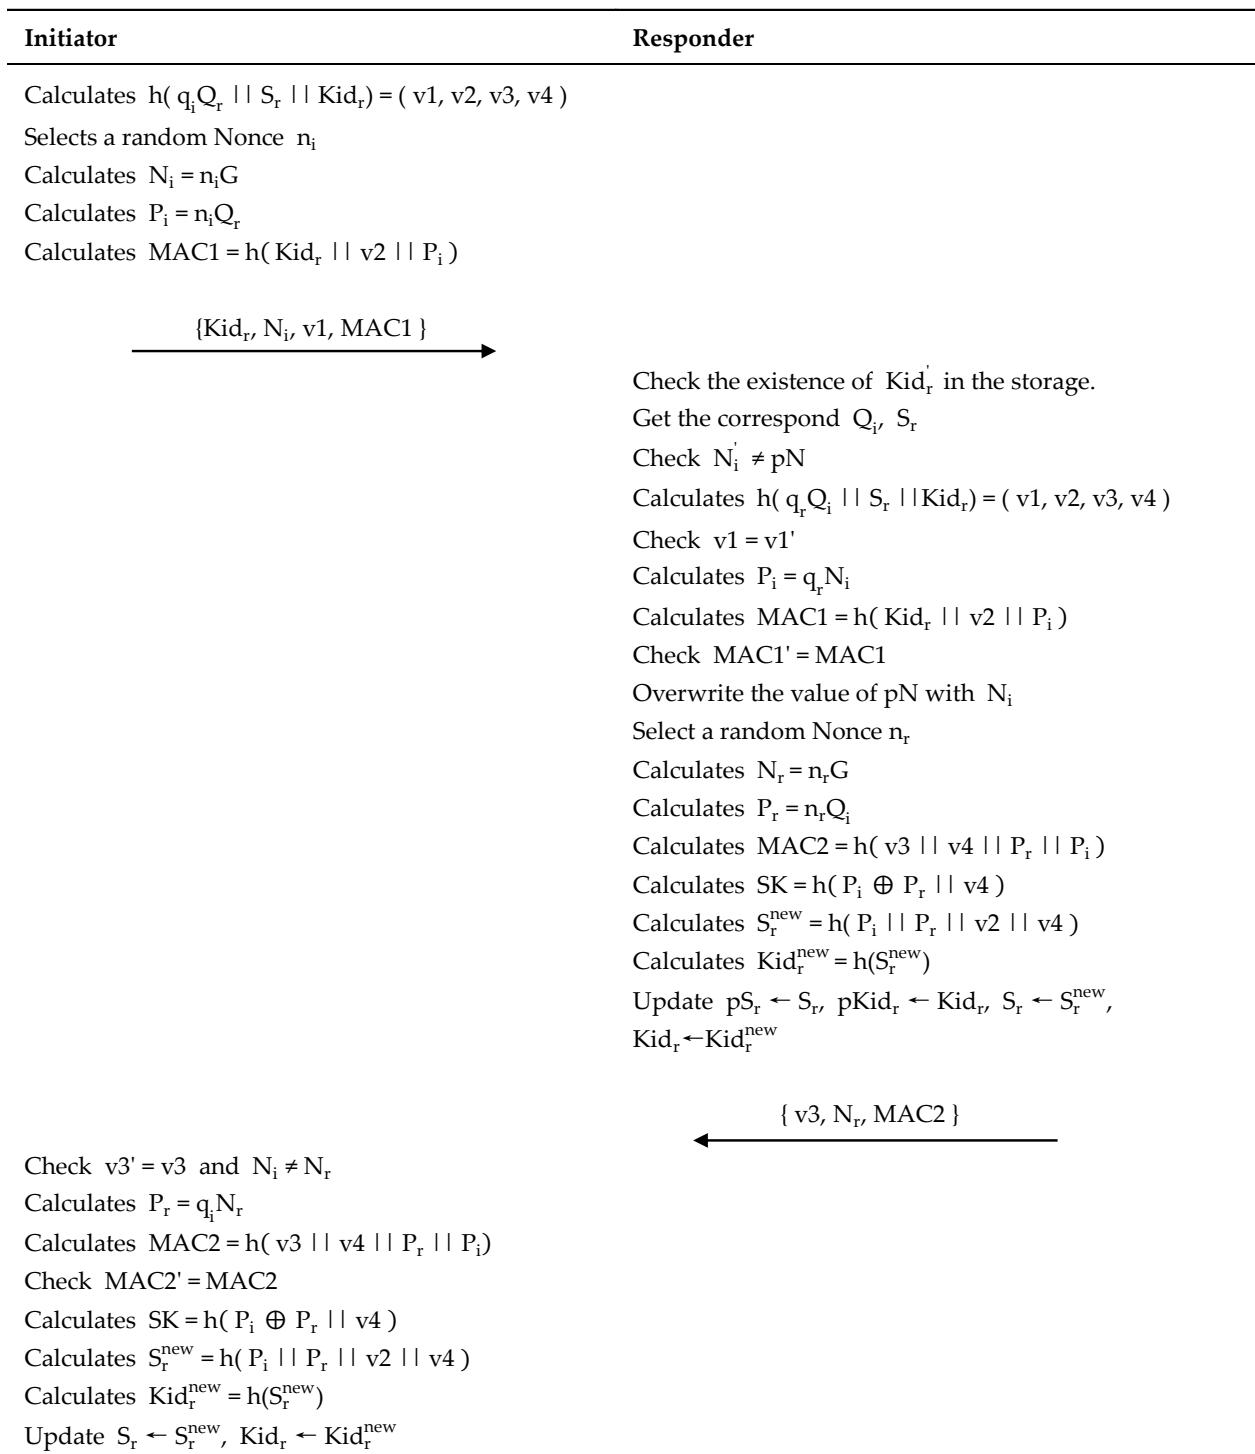 Initiator Responder
Calculates h( qᵢQᵣ || Sᵣ || Kidᵣ) = ( v1, v2, v3, v4 )
Selects a random Nonce nᵢ
Calculates Nᵢ = nᵢG
Calculates Pᵢ = nᵢQᵣ
Calculates MAC1 = h( Kidᵣ || v2 || Pᵢ )
{Kidᵣ, Nᵢ, v1, MAC1 }
Check the existence of Kidᵣ' in the storage.
Get the correspond Qᵢ, Sᵣ
Check Nᵢ' ≠ pN
Calculates h( qᵣQᵢ || Sᵣ ||Kidᵣ) = ( v1, v2, v3, v4 )
Check v1 = v1'
Calculates Pᵢ = qᵣNᵢ
Calculates MAC1 = h( Kidᵣ || v2 || Pᵢ )
Check MAC1' = MAC1
Overwrite the value of pN with Nᵢ
Select a random Nonce nᵣ
Calculates Nᵣ = nᵣG
Calculates Pᵣ = nᵣQᵢ
Calculates MAC2 = h( v3 || v4 || Pᵣ || Pᵢ )
Calculates SK = h( Pᵢ ⊕ Pᵣ || v4 )
Calculates Sᵣⁿᵉʷ = h( Pᵢ || Pᵣ || v2 || v4 )
Calculates Kidᵣⁿᵉʷ = h(Sᵣⁿᵉʷ)
Update pSᵣ ← Sᵣ, pKidᵣ ← Kidᵣ, Sᵣ ← Sᵣⁿᵉʷ,
Kidᵣ←Kidᵣⁿᵉʷ
{ v3, Nᵣ, MAC2 }
Check v3' = v3 and Nᵢ ≠ Nᵣ
Calculates Pᵣ = qᵢNᵣ
Calculates MAC2 = h( v3 || v4 || Pᵣ || Pᵢ)
Check MAC2' = MAC2
Calculates SK = h( Pᵢ ⊕ Pᵣ || v4 )
Calculates Sᵣⁿᵉʷ = h( Pᵢ || Pᵣ || v2 || v4 )
Calculates Kidᵣⁿᵉʷ = h(Sᵣⁿᵉʷ)
Update Sᵣ ← Sᵣⁿᵉʷ, Kidᵣ ← Kidᵣⁿᵉʷ